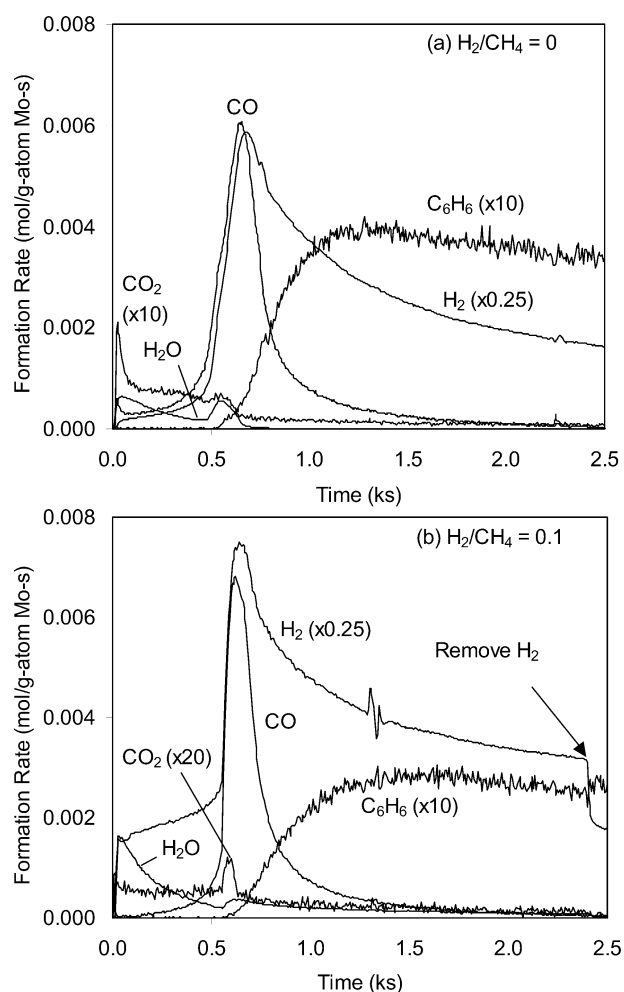 Formation Rate (mol/g-atom Mo-s)
0.008
0.006
0.004
0.002
0.000
(a) H₂/CH₄ = 0
CO
C₆H₆ (x10)
CO₂
(x10)
H₂O
H₂ (x0.25)
0.0 0.5 1.0 1.5 2.0 2.5
Time (ks)
Formation Rate (mol/g-atom Mo-s)
0.008
0.006
0.004
0.002
0.000
(b) H₂/CH₄ = 0.1
H₂ (x0.25)
Remove H₂
CO
CO₂ (x20)
C₆H₆ (x10)
H₂O
0.0 0.5 1.0 1.5 2.0 2.5
Time (ks)